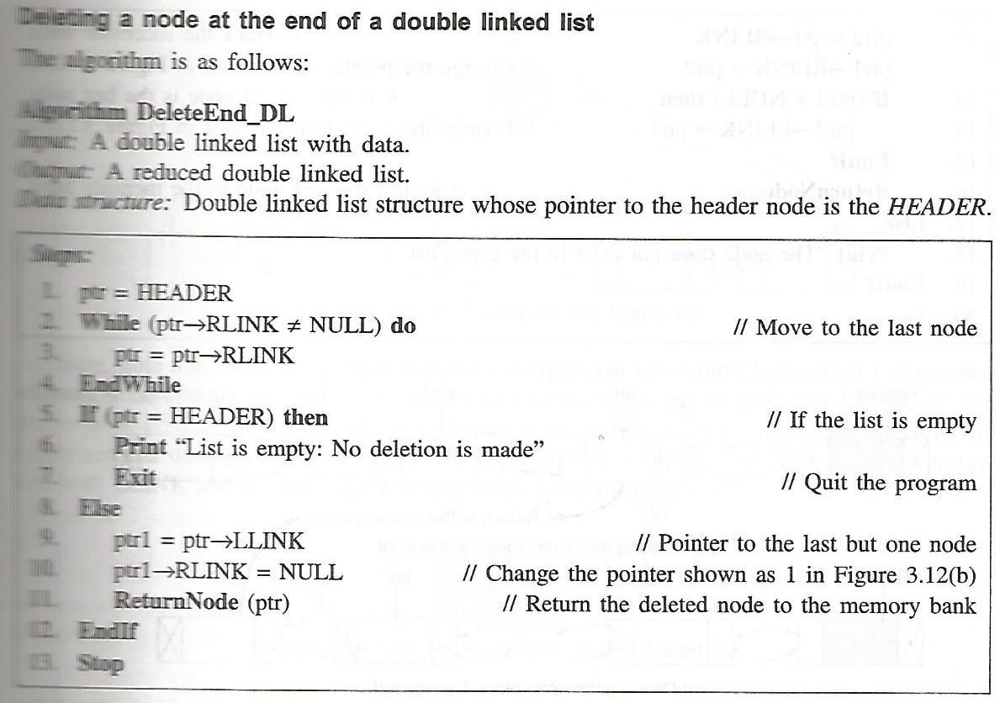 Deleting a node at the end of a double linked list
The algorithm is as follows:
Algorithm DeleteEnd_DL
Input: A double linked list with data.
Output: A reduced double linked list.
Data structure: Double linked list structure whose pointer to the header node is the HEADER.
Steps:
1. ptr = HEADER
2. While (ptr→RLINK ≠ NULL) do // Move to the last node
3. ptr = ptr→RLINK
4. EndWhile
5. If (ptr = HEADER) then // If the list is empty
6. Print “List is empty: No deletion is made”
7. Exit // Quit the program
8. Else
9. ptr1 = ptr→LLINK // Pointer to the last but one node
10. ptr1→RLINK = NULL // Change the pointer shown as 1 in Figure 3.12(b)
11. ReturnNode (ptr) // Return the deleted node to the memory bank
12. EndIf
13. Stop